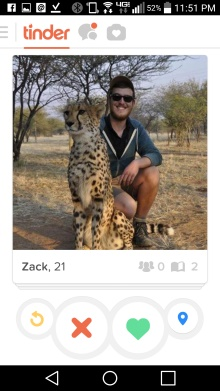 52% 11:51 PM
tinder
Zack, 21
0 2